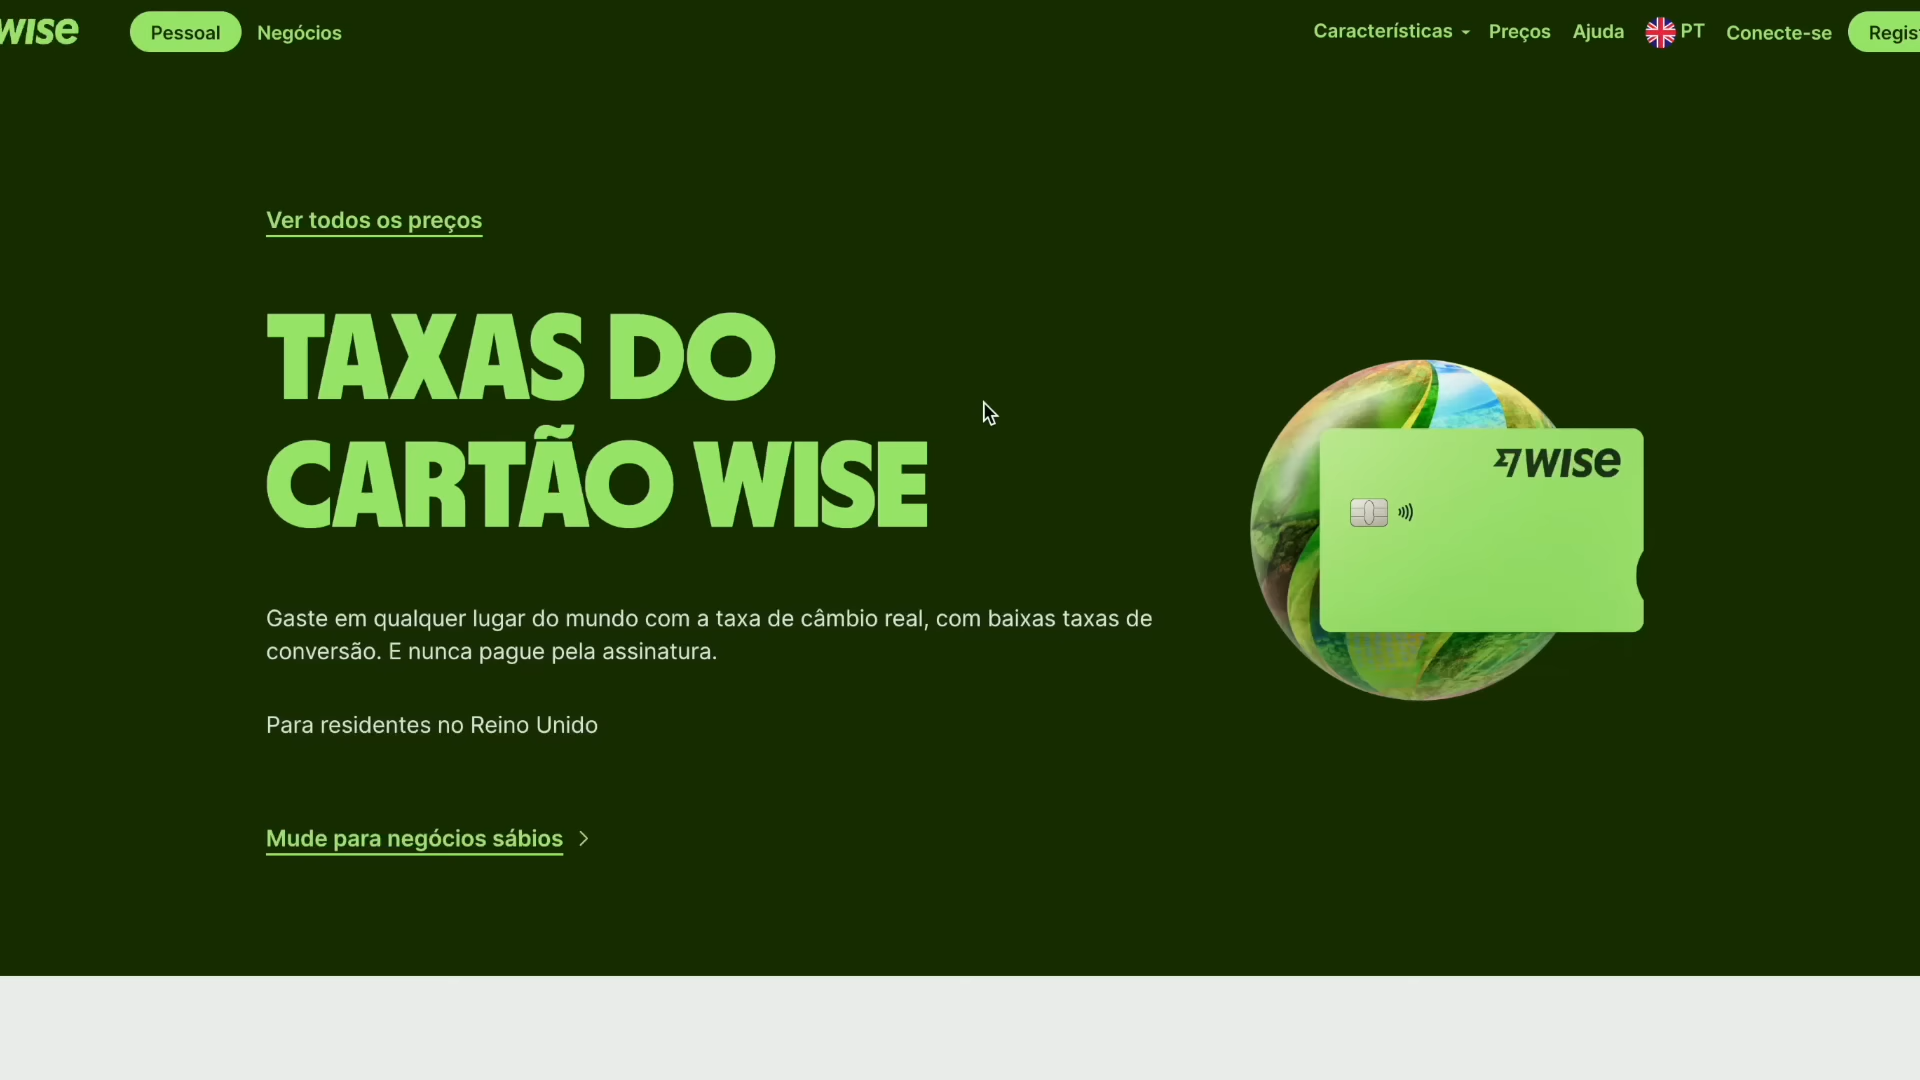 WISE
Pessoal
Negócios
Características
Preços
Ajuda
PT
Conecte-se
Regis
Ver todos os preços
TAXAS DO
CARTÃO WISE
WISE
Gaste em qualquer lugar do mundo com a taxa de câmbio real, com baixas taxas de
conversão. E nunca pague pela assinatura.
Para residentes no Reino Unido
Mude para negócios sábios